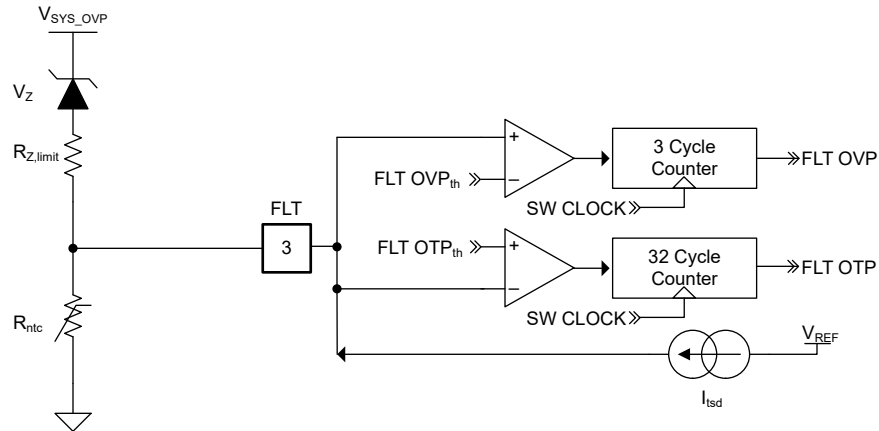 VSYS_OVP
VZ
RZ,limit
FLT
3
Rntc
+
−
FLT OVPth
3 Cycle
Counter
FLT OVP
SW CLOCK
FLT OTPth
+
−
32 Cycle
Counter
FLT OTP
SW CLOCK
VREF
Itsd